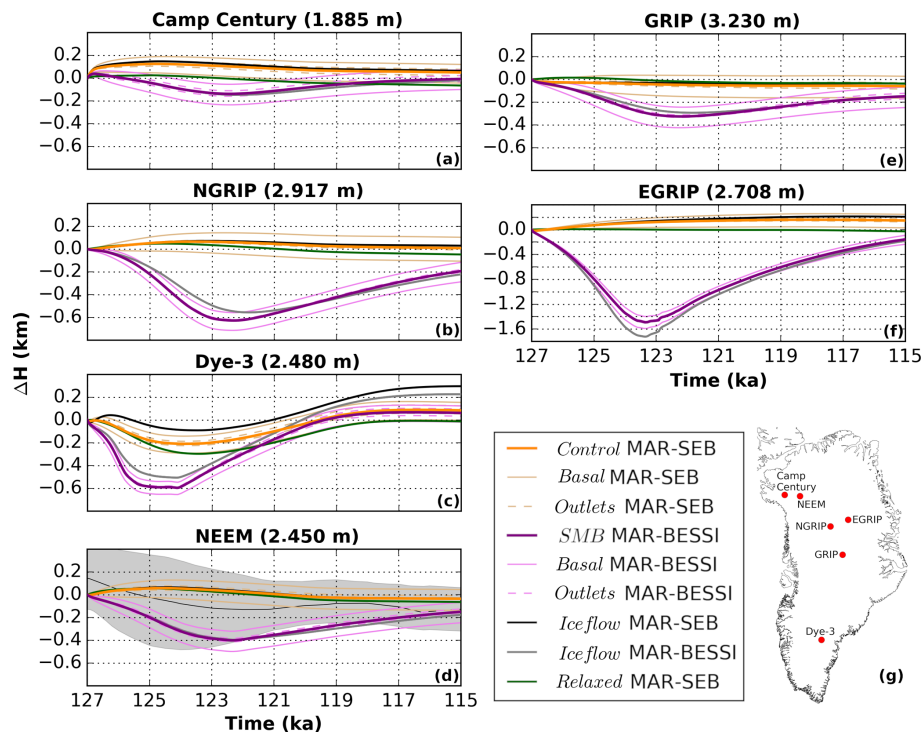 Camp Century (1.885 m)
0.2
0.0
−0.2
−0.4
−0.6
(a)
GRIP (3.230 m)
0.2
0.0
−0.2
−0.4
−0.6
(e)
NGRIP (2.917 m)
0.2
0.0
−0.2
−0.4
−0.6
(b)
EGRIP (2.708 m)
0.2
−0.4
−0.8
−1.2
−1.6
(f)
127 125 123 121 119 117 115
Time (ka)
ΔH (km)
Dye-3 (2.480 m)
0.2
0.0
−0.2
−0.4
−0.6
(c)
NEEM (2.450 m)
0.2
0.0
−0.2
−0.4
−0.6
(d)
127 125 123 121 119 117 115
Time (ka)
Control MAR-SEB
Basal MAR-SEB
Outlets MAR-SEB
SMB MAR-BESSI
Basal MAR-BESSI
Outlets MAR-BESSI
Iceflow MAR-SEB
Iceflow MAR-BESSI
Relaxed MAR-SEB
Camp
Century
NEEM
NGRIP
EGRIP
GRIP
Dye-3
(g)